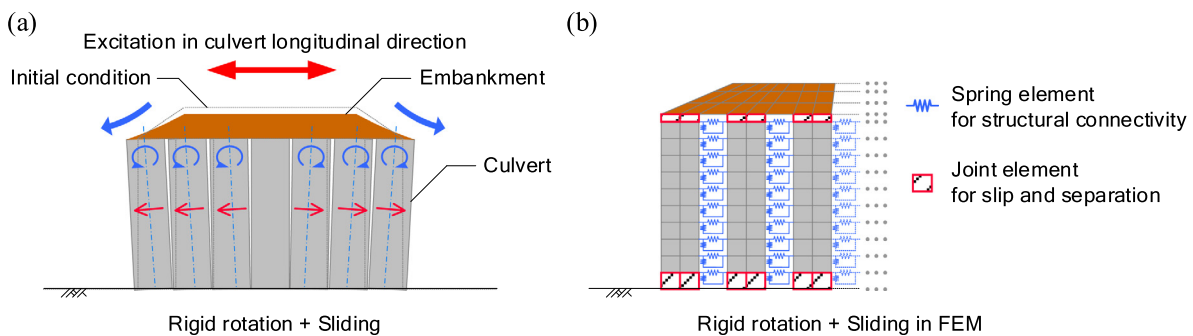 (a)
Excitation in culvert longitudinal direction
Initial condition
Embankment
Culvert
Rigid rotation + Sliding
(b)
Spring element
for structural connectivity
Joint element
for slip and separation
Rigid rotation + Sliding in FEM